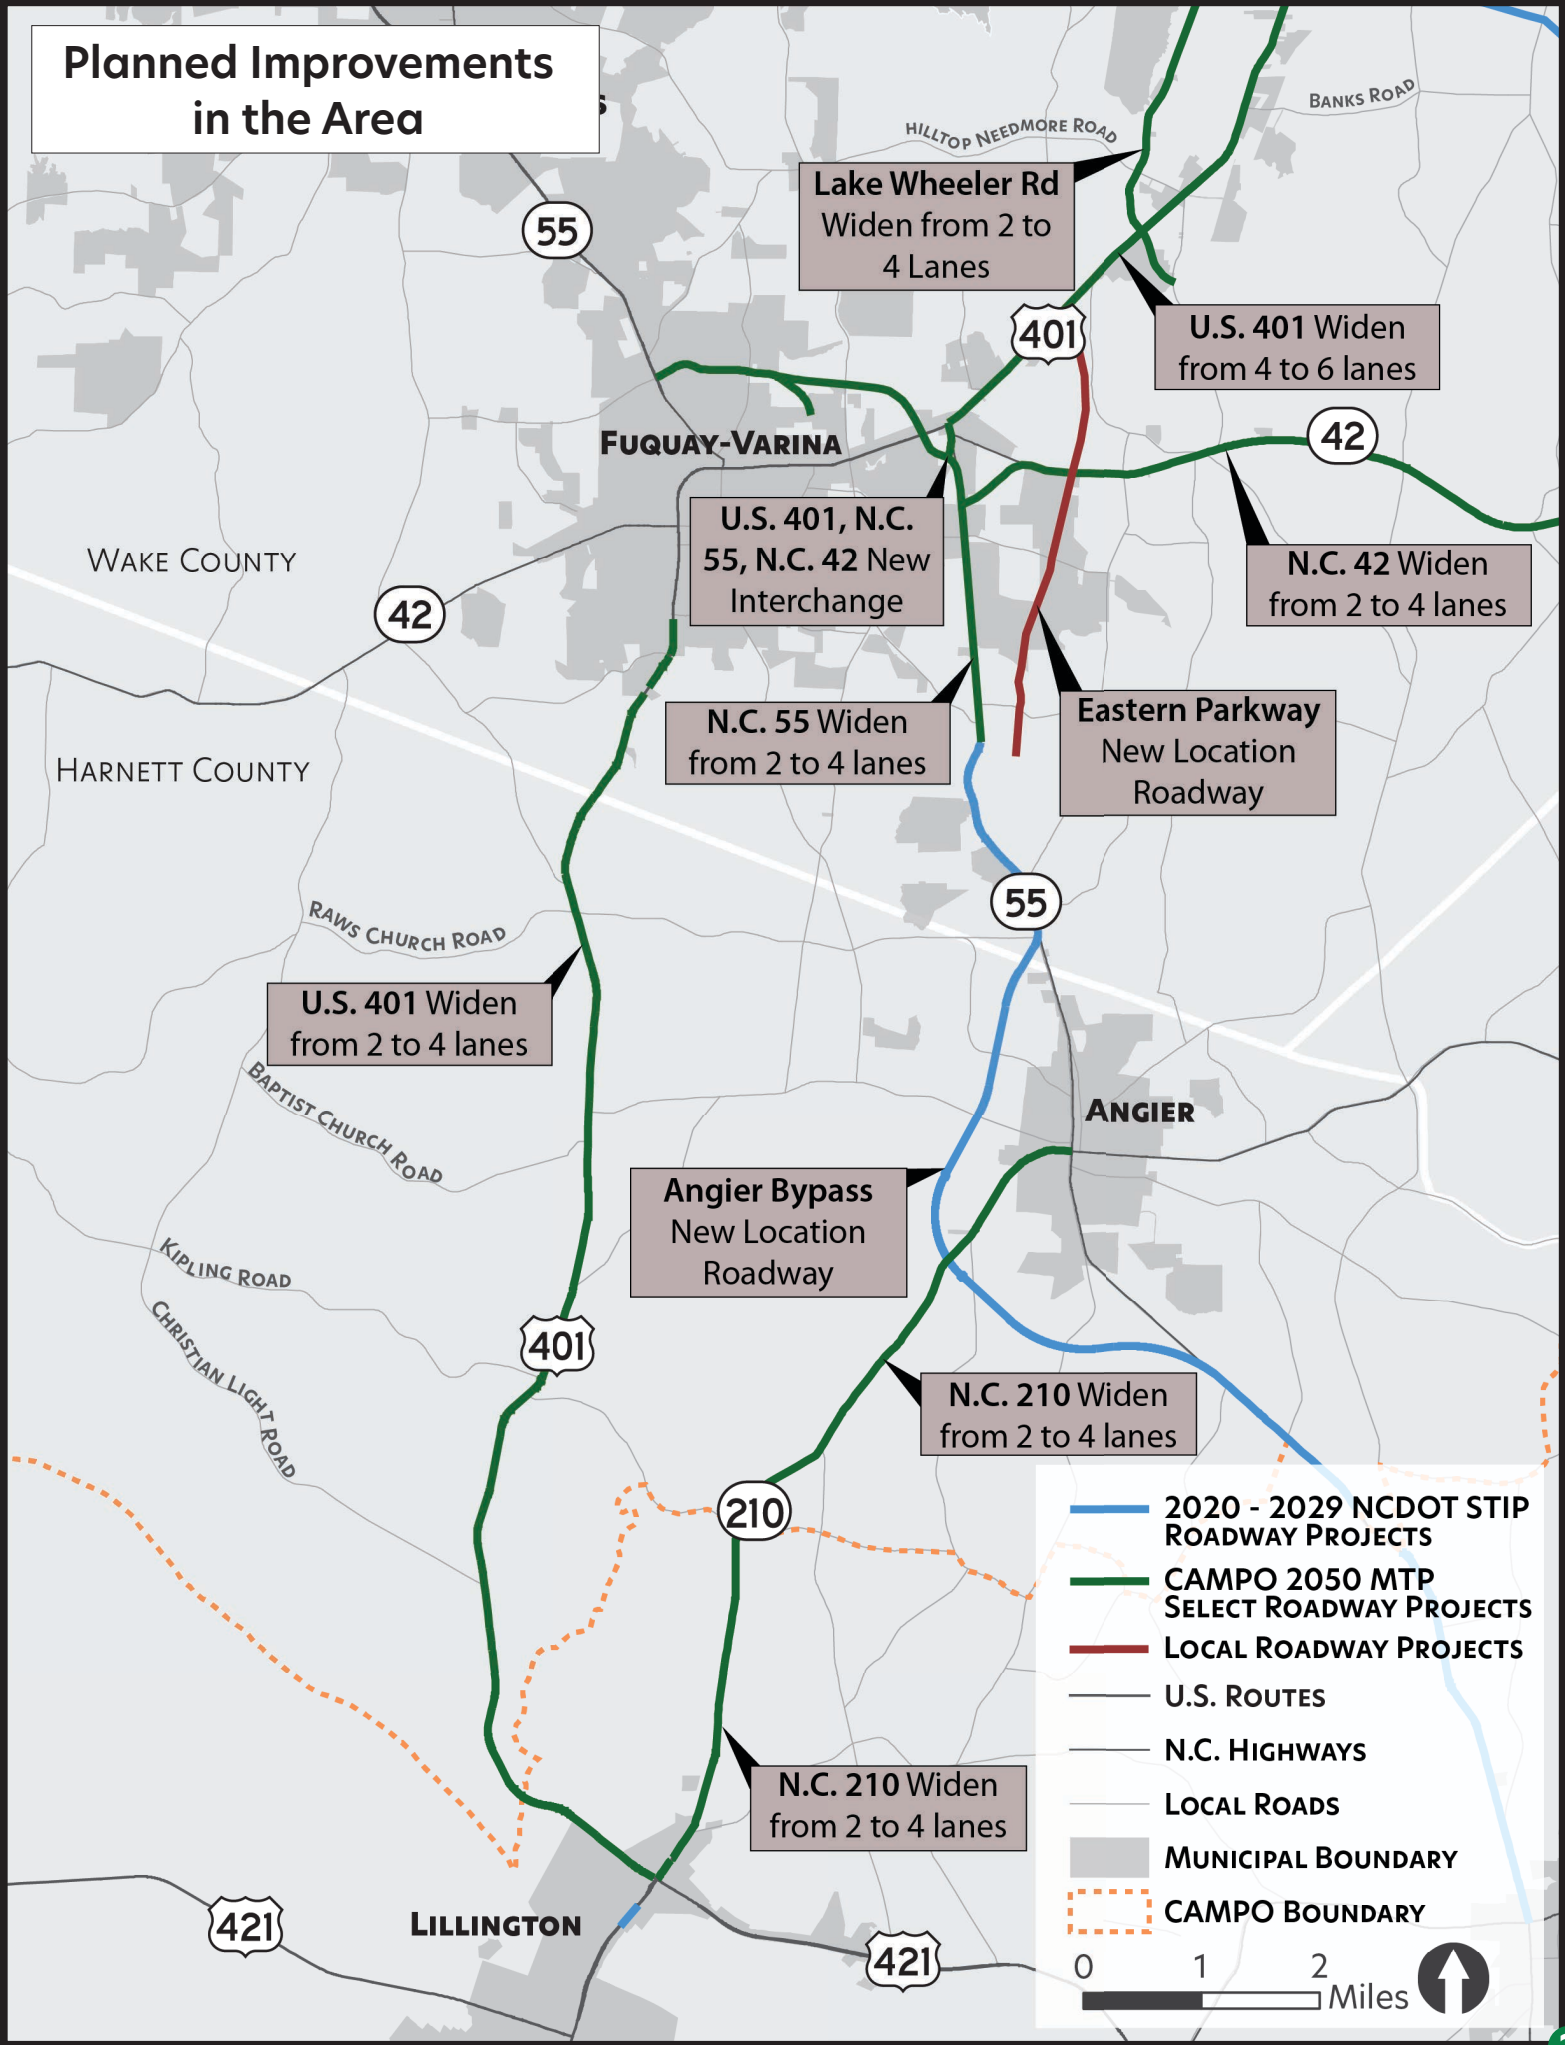 Planned Improvements
in the Area
s
BANKS ROAD
HILLTOP NEEDMORE ROAD
Lake Wheeler Rd
Widen from 2 to
4 Lanes
55
401
U.S. 401 Widen
from 4 to 6 lanes
42
FUQUAY-VARINA
U.S. 401, N.C.
55, N.C. 42 New
Interchange
WAKE COUNTY
N.C. 42 Widen
from 2 to 4 lanes
42
N.C. 55 Widen
from 2 to 4 lanes
Eastern Parkway
New Location
Roadway
HARNETT COUNTY
55
RAWS CHURCH ROAD
U.S. 401 Widen
from 2 to 4 lanes
BAPTIST CHURCH ROAD
ANGIER
Angier Bypass
New Location
Roadway
KIPLING ROAD
CHRISTIAN LIGHT ROAD
401
N.C. 210 Widen
from 2 to 4 lanes
210
2020 - 2029 NCDOT STIP
ROADWAY PROJECTS
CAMPO 2050 MTP
SELECT ROADWAY PROJECTS
LOCAL ROADWAY PROJECTS
U.S. ROUTES
N.C. HIGHWAYS
LOCAL ROADS
MUNICIPAL BOUNDARY
CAMPO BOUNDARY
N.C. 210 Widen
from 2 to 4 lanes
421
LILLINGTON
421
0 1 2
Miles